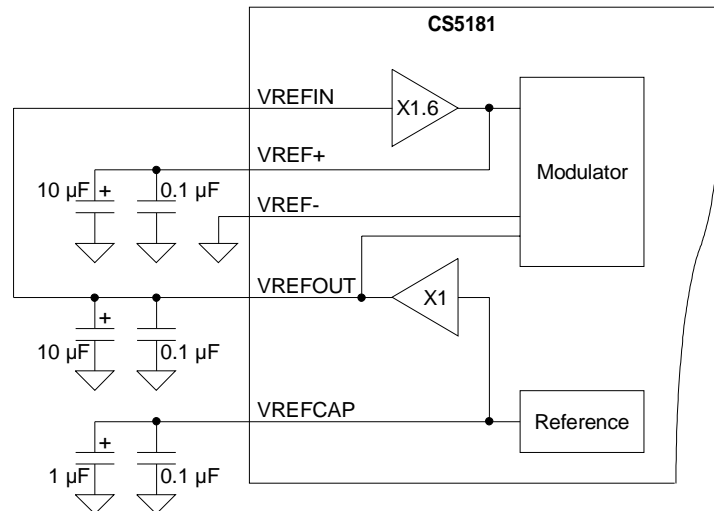 CS5181
VREFIN
X1.6
VREF+
10 µF
+
0.1 µF
Modulator
VREF-
VREFOUT
X1
+
10 µF
0.1 µF
VREFCAP
Reference
+
1 µF
0.1 µF